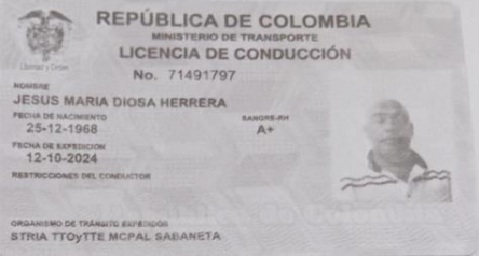 REPÚBLICA DE COLOMBIA
MINISTERIO DE TRANSPORTE
LICENCIA DE CONDUCCIÓN
Libertad y Orden
No. 71491797
NOMBRE
JESUS MARIA DIOSA HERRERA
FECHA DE NACIMIENTO
25-12-1968
SANGRE-RH
A+
FECHA DE EXPEDICION
12-10-2024
RESTRICCIONES DEL CONDUCTOR
ORGANISMO DE TRÁNSITO EXPEDIDOR
STRIA TTOyTTE MCPAL SABANETA